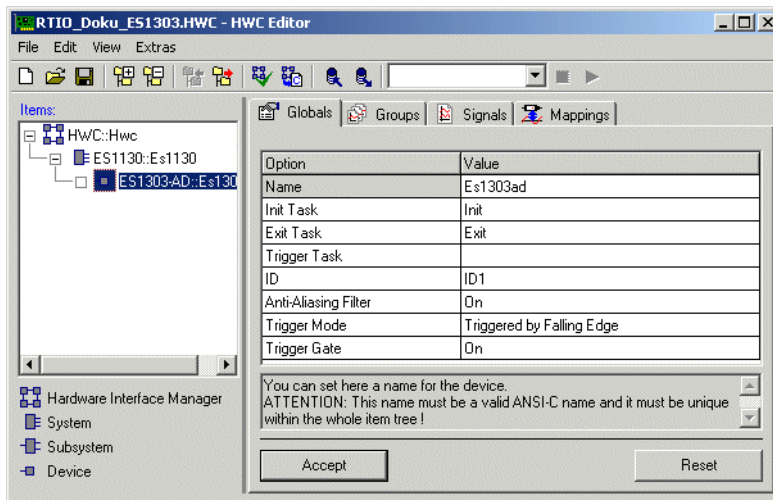 RTIO_Doku_ES1303.HWC - HWC Editor
File Edit View Extras
Items:
HWC::Hwc
ES1130::Es1130
ES1303-AD::Es130
Hardware Interface Manager
System
Subsystem
Device
Globals Groups Signals Mappings
Option Value
Name Es1303ad
Init Task Init
Exit Task Exit
Trigger Task
ID ID1
Anti-Aliasing Filter On
Trigger Mode Triggered by Falling Edge
Trigger Gate On
You can set here a name for the device.
ATTENTION: This name must be a valid ANSI-C name and it must be unique
within the whole item tree !
Accept Reset